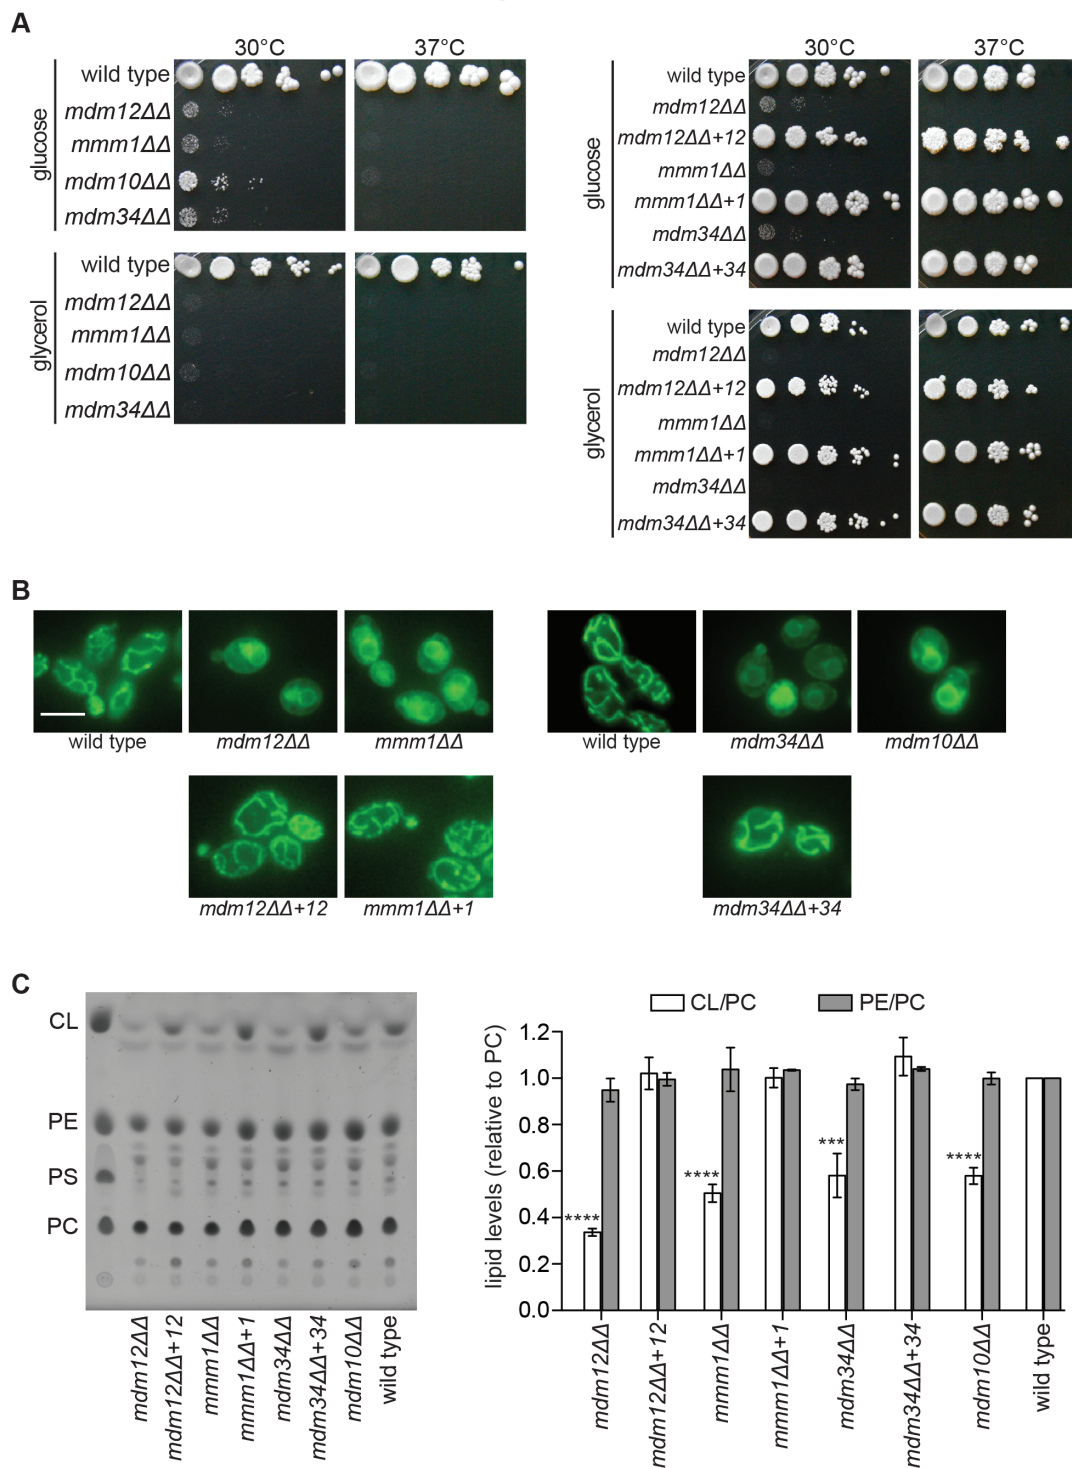 A
30°C 37°C
glucose
wild type
mdm12ΔΔ
mmm1ΔΔ
mdm10ΔΔ
mdm34ΔΔ
glycerol
wild type
mdm12ΔΔ
mmm1ΔΔ
mdm10ΔΔ
mdm34ΔΔ
30°C 37°C
glucose
wild type
mdm12ΔΔ
mdm12ΔΔ+12
mmm1ΔΔ
mmm1ΔΔ+1
mdm34ΔΔ
mdm34ΔΔ+34
glycerol
wild type
mdm12ΔΔ
mdm12ΔΔ+12
mmm1ΔΔ
mmm1ΔΔ+1
mdm34ΔΔ
mdm34ΔΔ+34
B
wild type mdm12ΔΔ mmm1ΔΔ wild type mdm34ΔΔ mdm10ΔΔ
mdm12ΔΔ+12 mmm1ΔΔ+1 mdm34ΔΔ+34
C
CL
PE
PS
PC
mdm12ΔΔ
mdm12ΔΔ+12
mmm1ΔΔ
mmm1ΔΔ+1
mdm34ΔΔ
mdm34ΔΔ+34
mdm10ΔΔ
wild type
CL/PC PE/PC
lipid levels (relative to PC)
1.2
1.0
0.8
0.6
0.4
0.2
0.0
****
****
***
****
mdm12ΔΔ
mdm12ΔΔ+12
mmm1ΔΔ
mmm1ΔΔ+1
mdm34ΔΔ
mdm34ΔΔ+34
mdm10ΔΔ
wild type